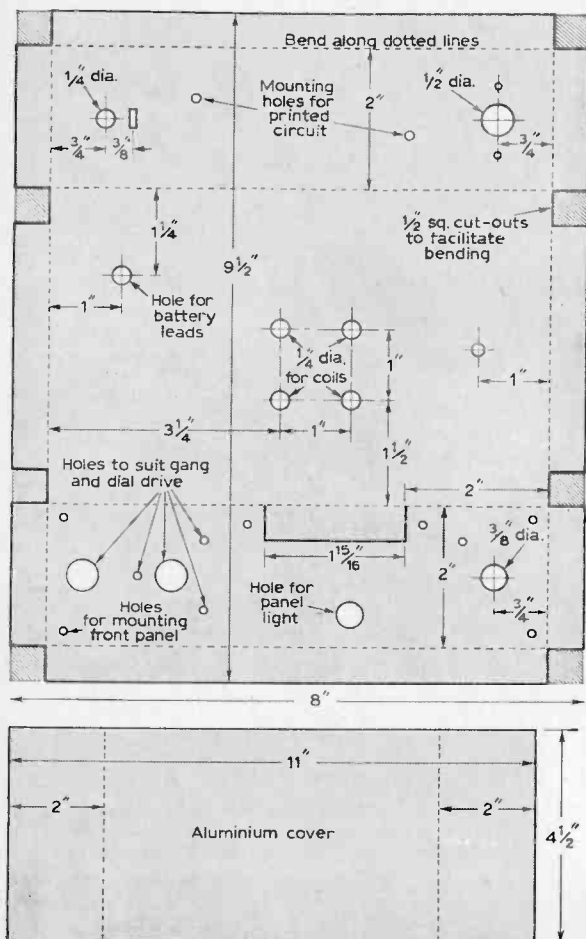 Bend along dotted lines
1/4" dia.
Mounting
holes for
printed
circuit
2"
1/2" dia.
3/4"
3/8"
3/4"
1 1/4"
1/2" sq. cut-outs
to facilitate
bending
9 1/2"
1"
Hole for
battery
leads
1/4 dia.
for coils
1"
1"
3 1/4"
1"
1 1/2"
Holes to suit gang
and dial drive
2"
3/8" dia.
1 15/16"
2"
Holes
for mounting
front panel
Hole for
panel
light
3/4"
8"
11"
2"
2"
4 1/2"
Aluminium cover